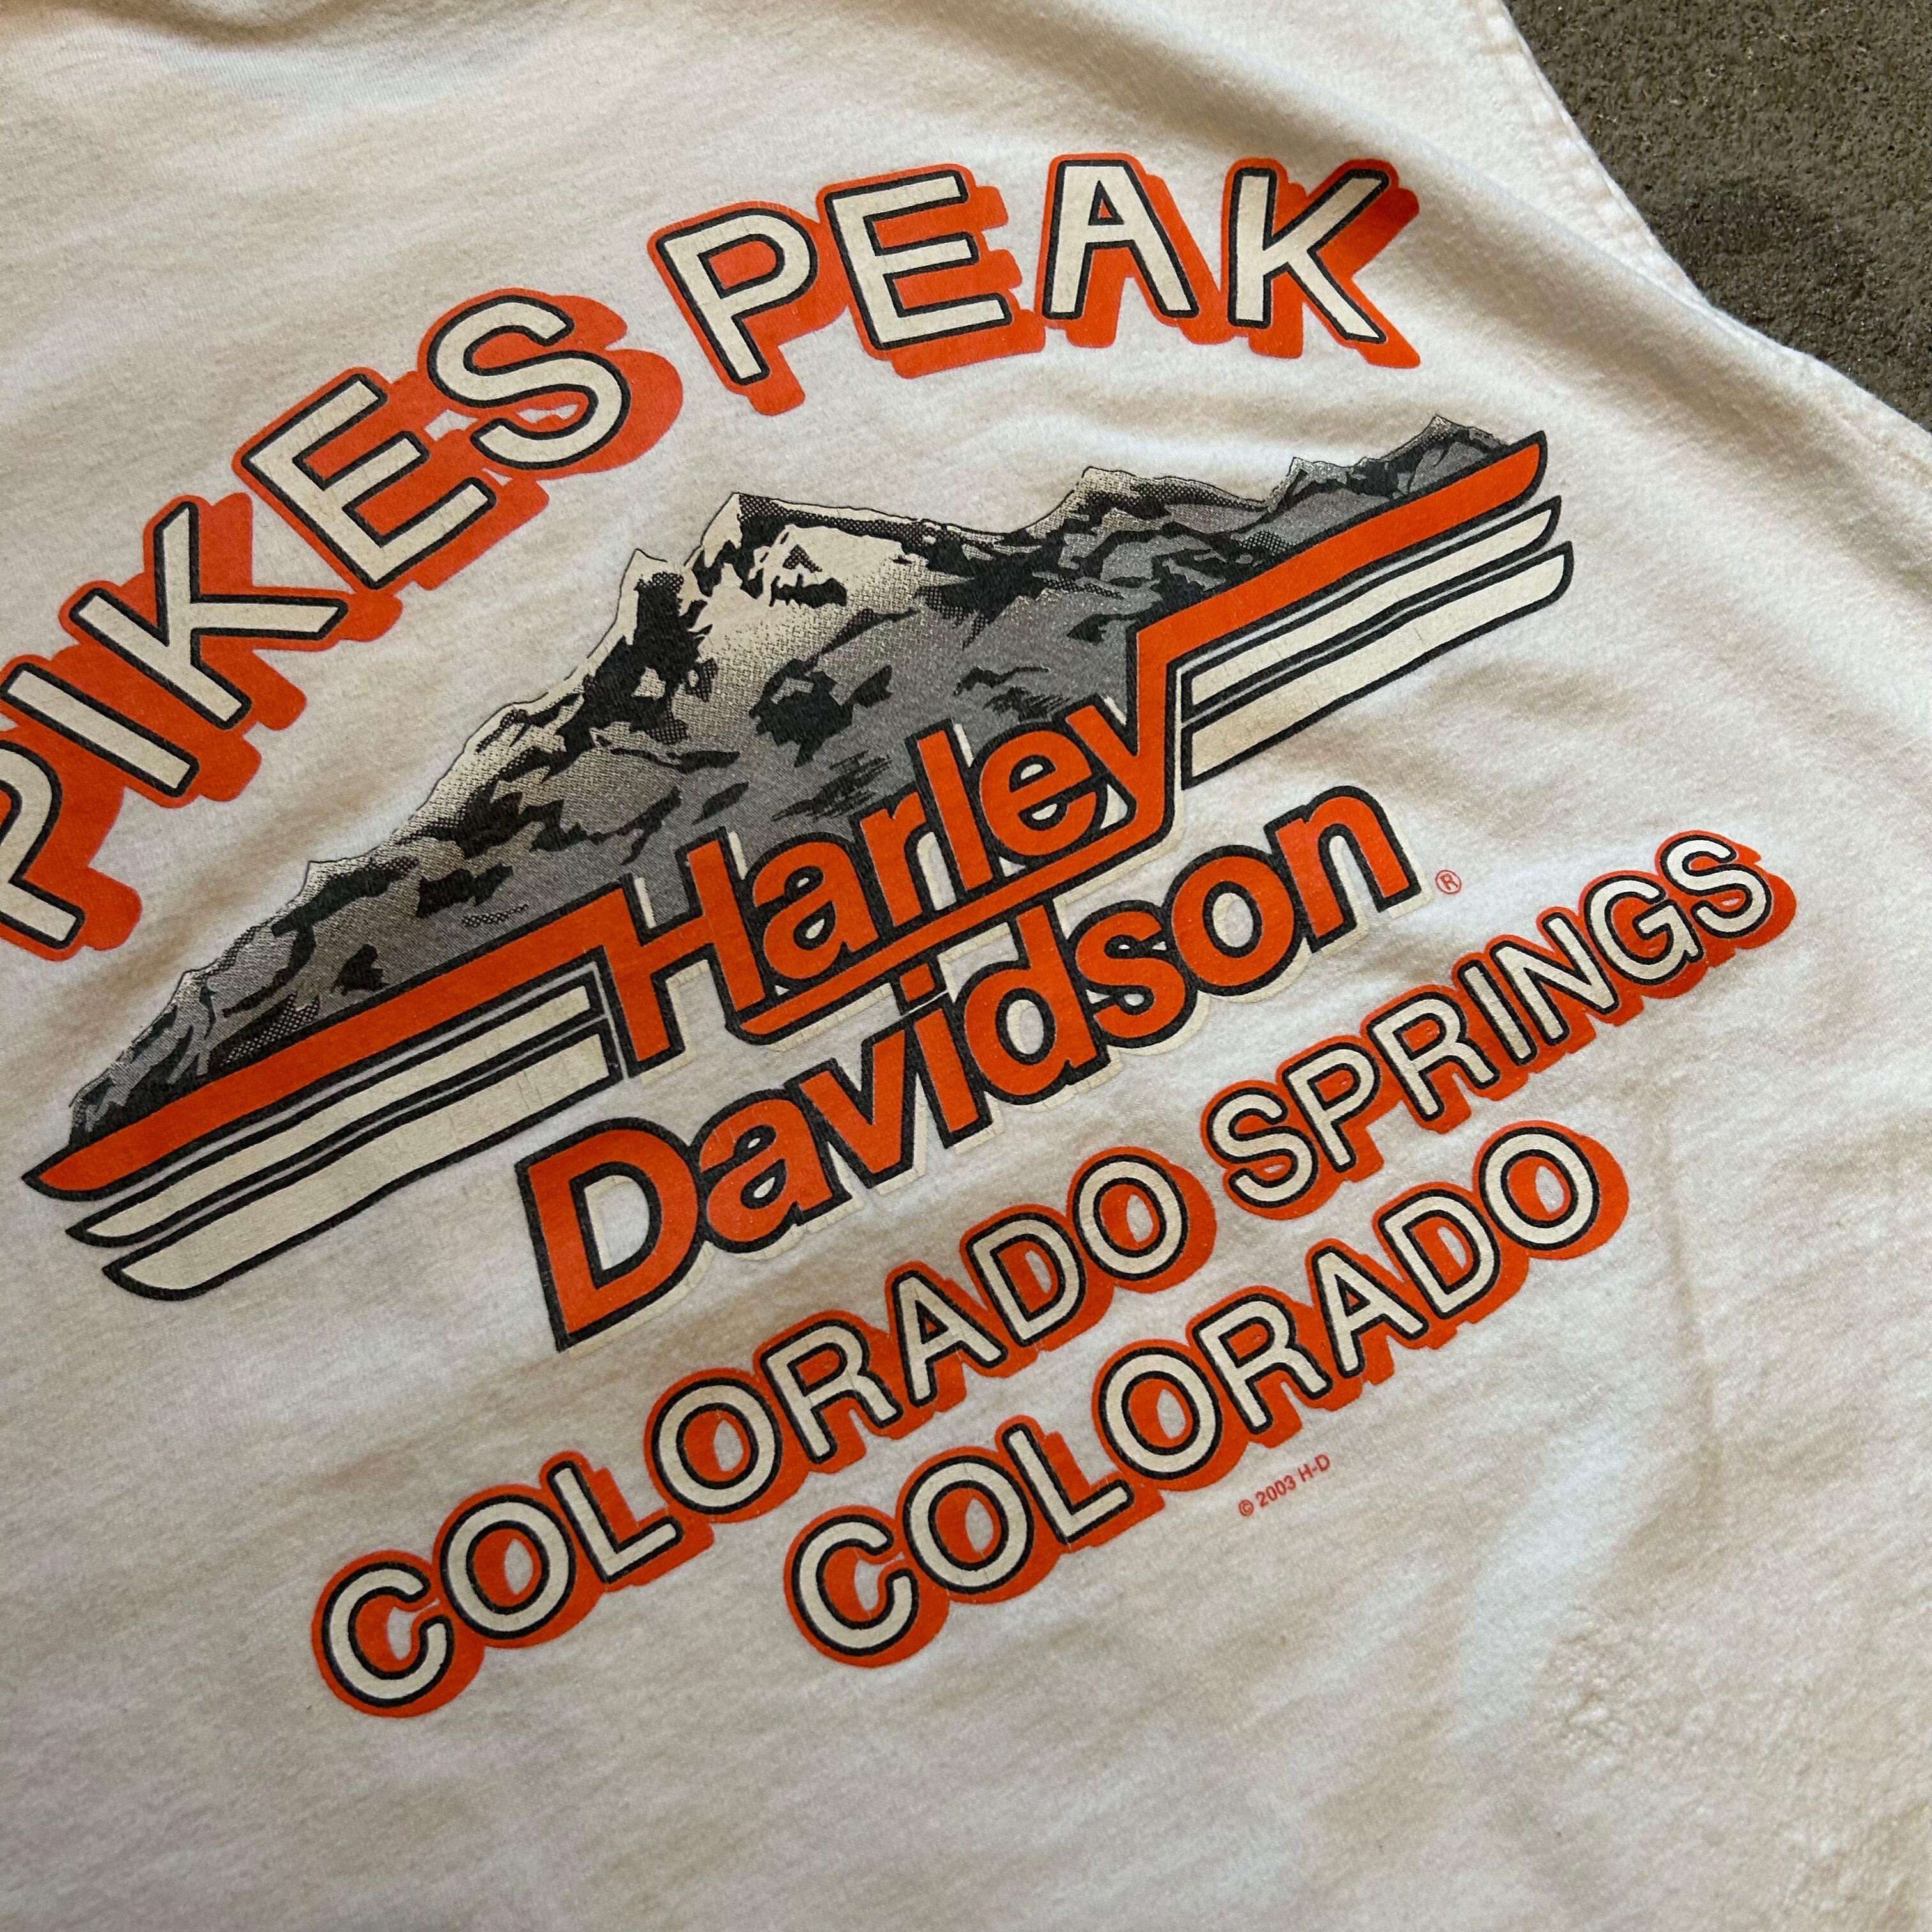 PIKES PEAK
Harley
Davidson ®
COLORADO SPRINGS
COLORADO
© 2003 H-D